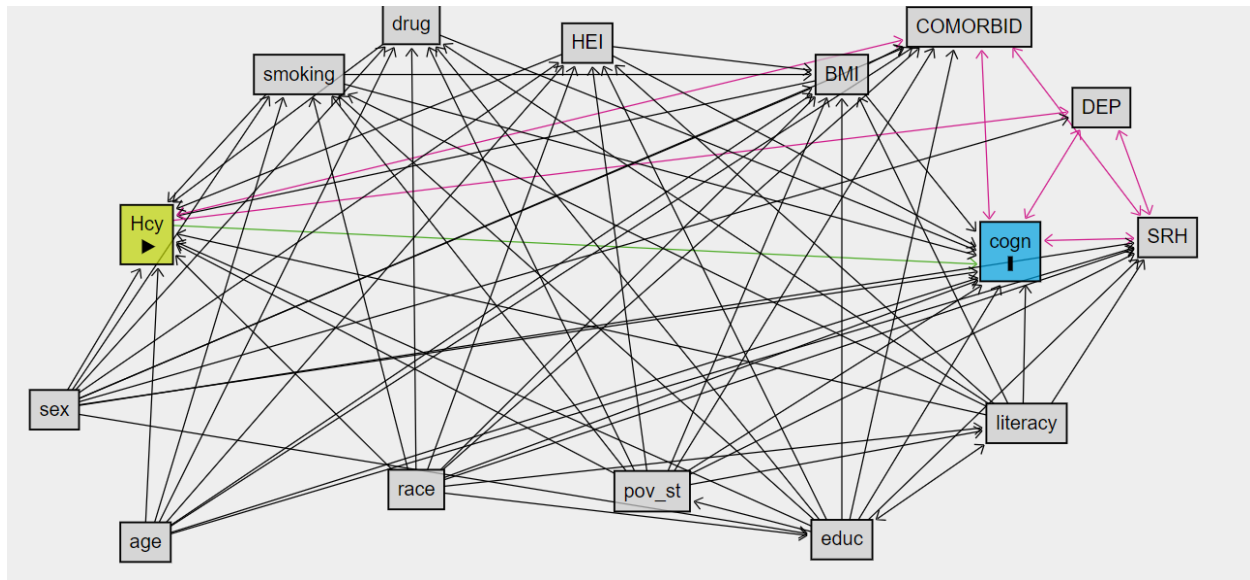 drug
HEI
COMORBID
smoking
BMI
DEP
Hcy
cogn
SRH
sex
literacy
race
pov_st
age
educ